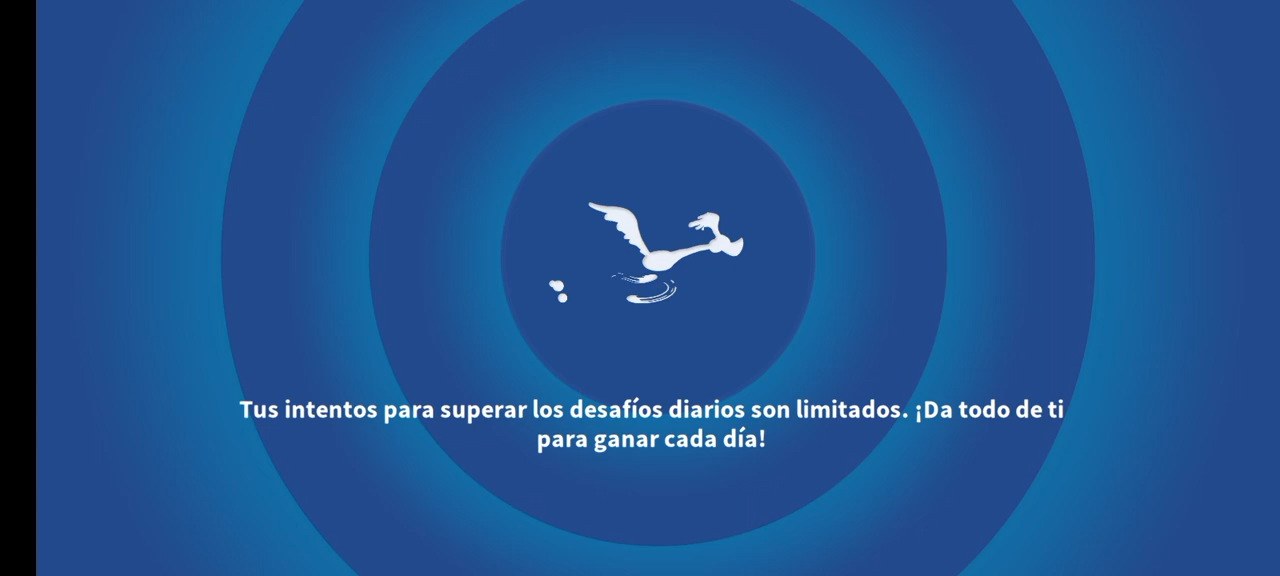 Tus intentos para superar los desafíos diarios son limitados. ¡Da todo de ti
para ganar cada día!